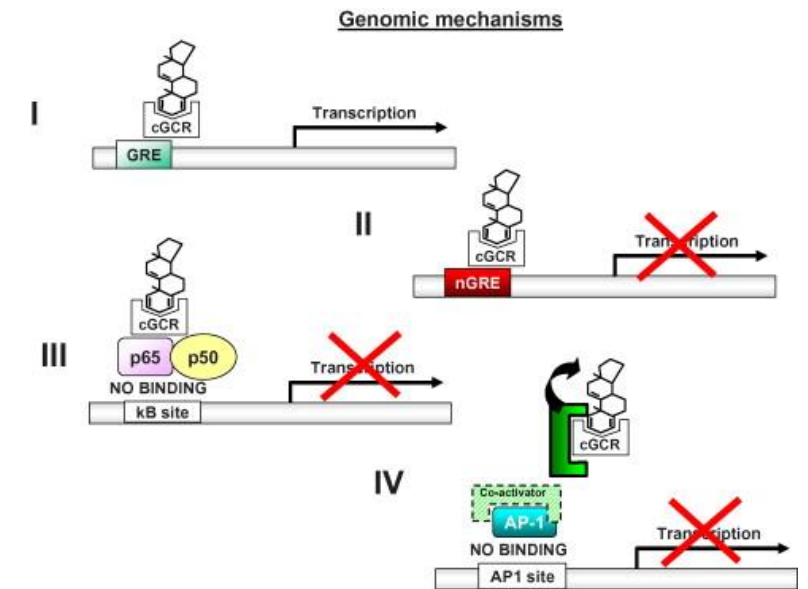 Genomic mechanisms
I
cGCR
Transcription
GRE
II
cGCR
Transcription
nGRE
III
cGCR
p65 p50
NO BINDING
Transcription
kB site
IV
cGCR
Co-activator
AP-1
NO BINDING
Transcription
AP1 site